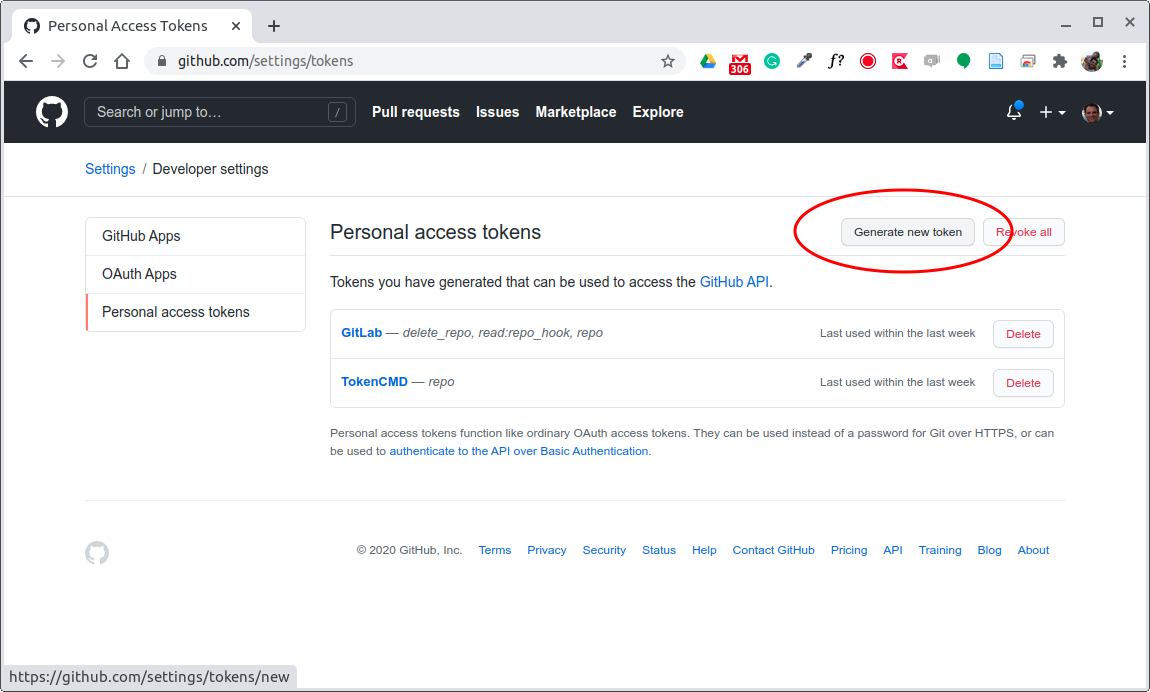 Personal Access Tokens
github.com/settings/tokens
306
f?
Search or jump to… /
Pull requests Issues Marketplace Explore
Settings / Developer settings
GitHub Apps
OAuth Apps
Personal access tokens
Personal access tokens
Generate new token
Revoke all
Tokens you have generated that can be used to access the GitHub API.
GitLab — delete_repo, read:repo_hook, repo Last used within the last week Delete
TokenCMD — repo Last used within the last week Delete
Personal access tokens function like ordinary OAuth access tokens. They can be used instead of a password for Git over HTTPS, or can
be used to authenticate to the API over Basic Authentication.
© 2020 GitHub, Inc. Terms Privacy Security Status Help Contact GitHub Pricing API Training Blog About
https://github.com/settings/tokens/new